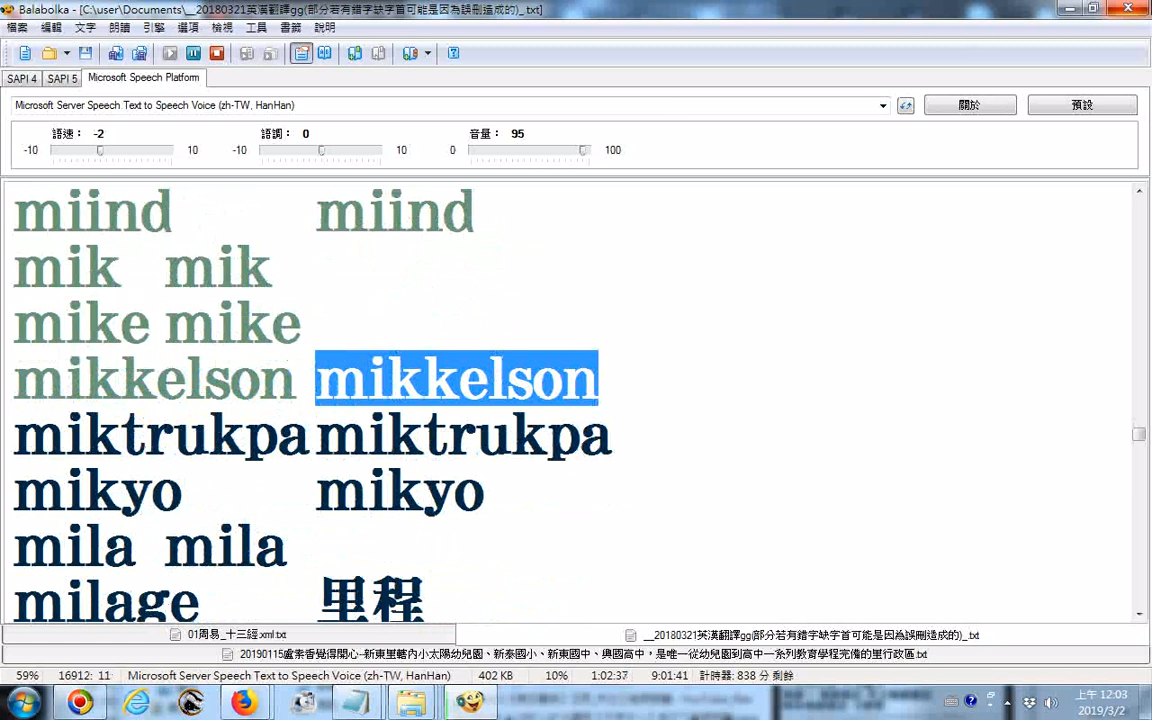 Balabolka - [C:\user\Documents\__20180321英漢翻譯gg(部分若有錯字缺字首可能是因為誤刪造成的)_.txt]
檔案 編輯 文字 朗讀 引擎 選項 檢視 工具 書籤 說明
SAPI 4 SAPI 5 Microsoft Speech Platform
Microsoft Server Speech Text to Speech Voice (zh-TW, HanHan) 關於 預設
語速： -2 語調： 0 音量： 95
-10 10 -10 10 0 100
miind miind
mik mik
mike mike
mikkelson mikkelson
miktrukpa miktrukpa
mikyo mikyo
mila mila
milage 里程
01周易_十三經.xml.txt __20180321英漢翻譯gg(部分若有錯字缺字首可能是因為誤刪造成的)_.txt
20190115盧素香覺得開心-新東里轄內小太陽幼兒園、新泰國小、新東國中、興國高中，是唯一從幼兒園到高中一系列教育學程完備的里行政區.txt
59% 16912: 11 Microsoft Server Speech Text to Speech Voice (zh-TW, HanHan) 402 KB 10% 1:02:37 9:01:41 計時器: 838 分 剩餘
上午 12:03
2019/3/2